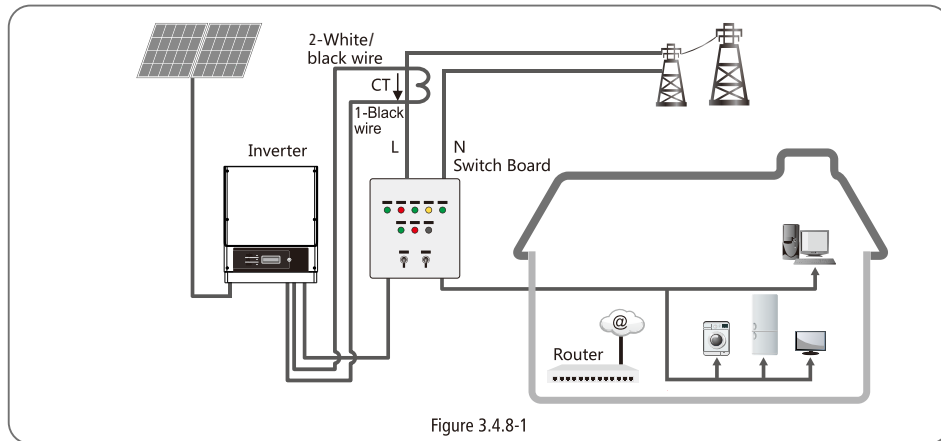 2-White/
black wire
CT
1-Black
wire
L
N
Inverter
Switch Board
@
Router
Figure 3.4.8-1